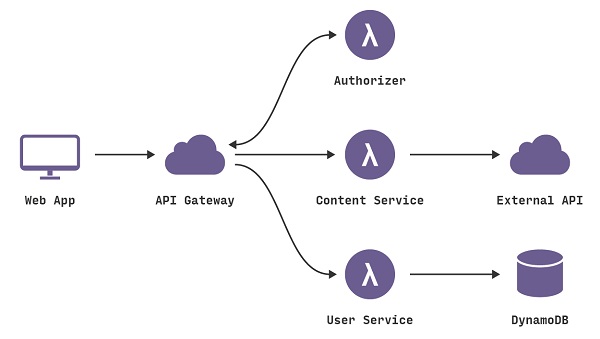 λ
Authorizer
Web App
API Gateway
λ
Content Service
External API
λ
User Service
DynamoDB